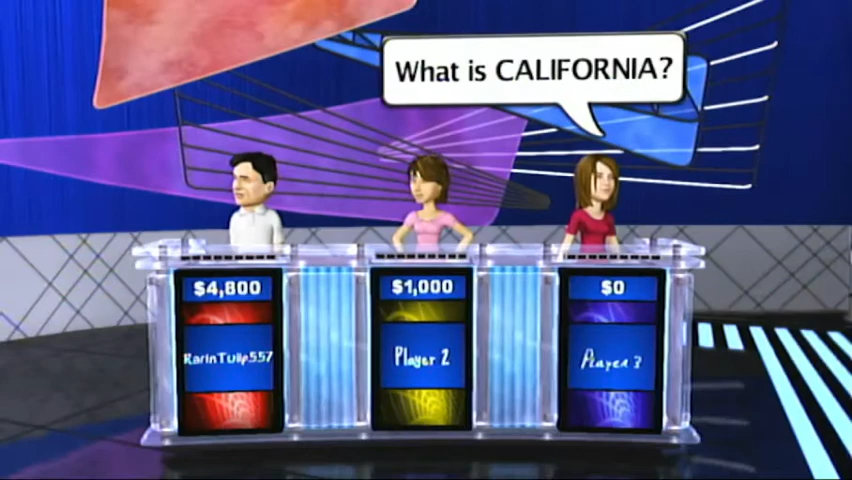 What is CALIFORNIA?
$4,800
$1,000
$0
RarinTulip557
Player 2
Player 3